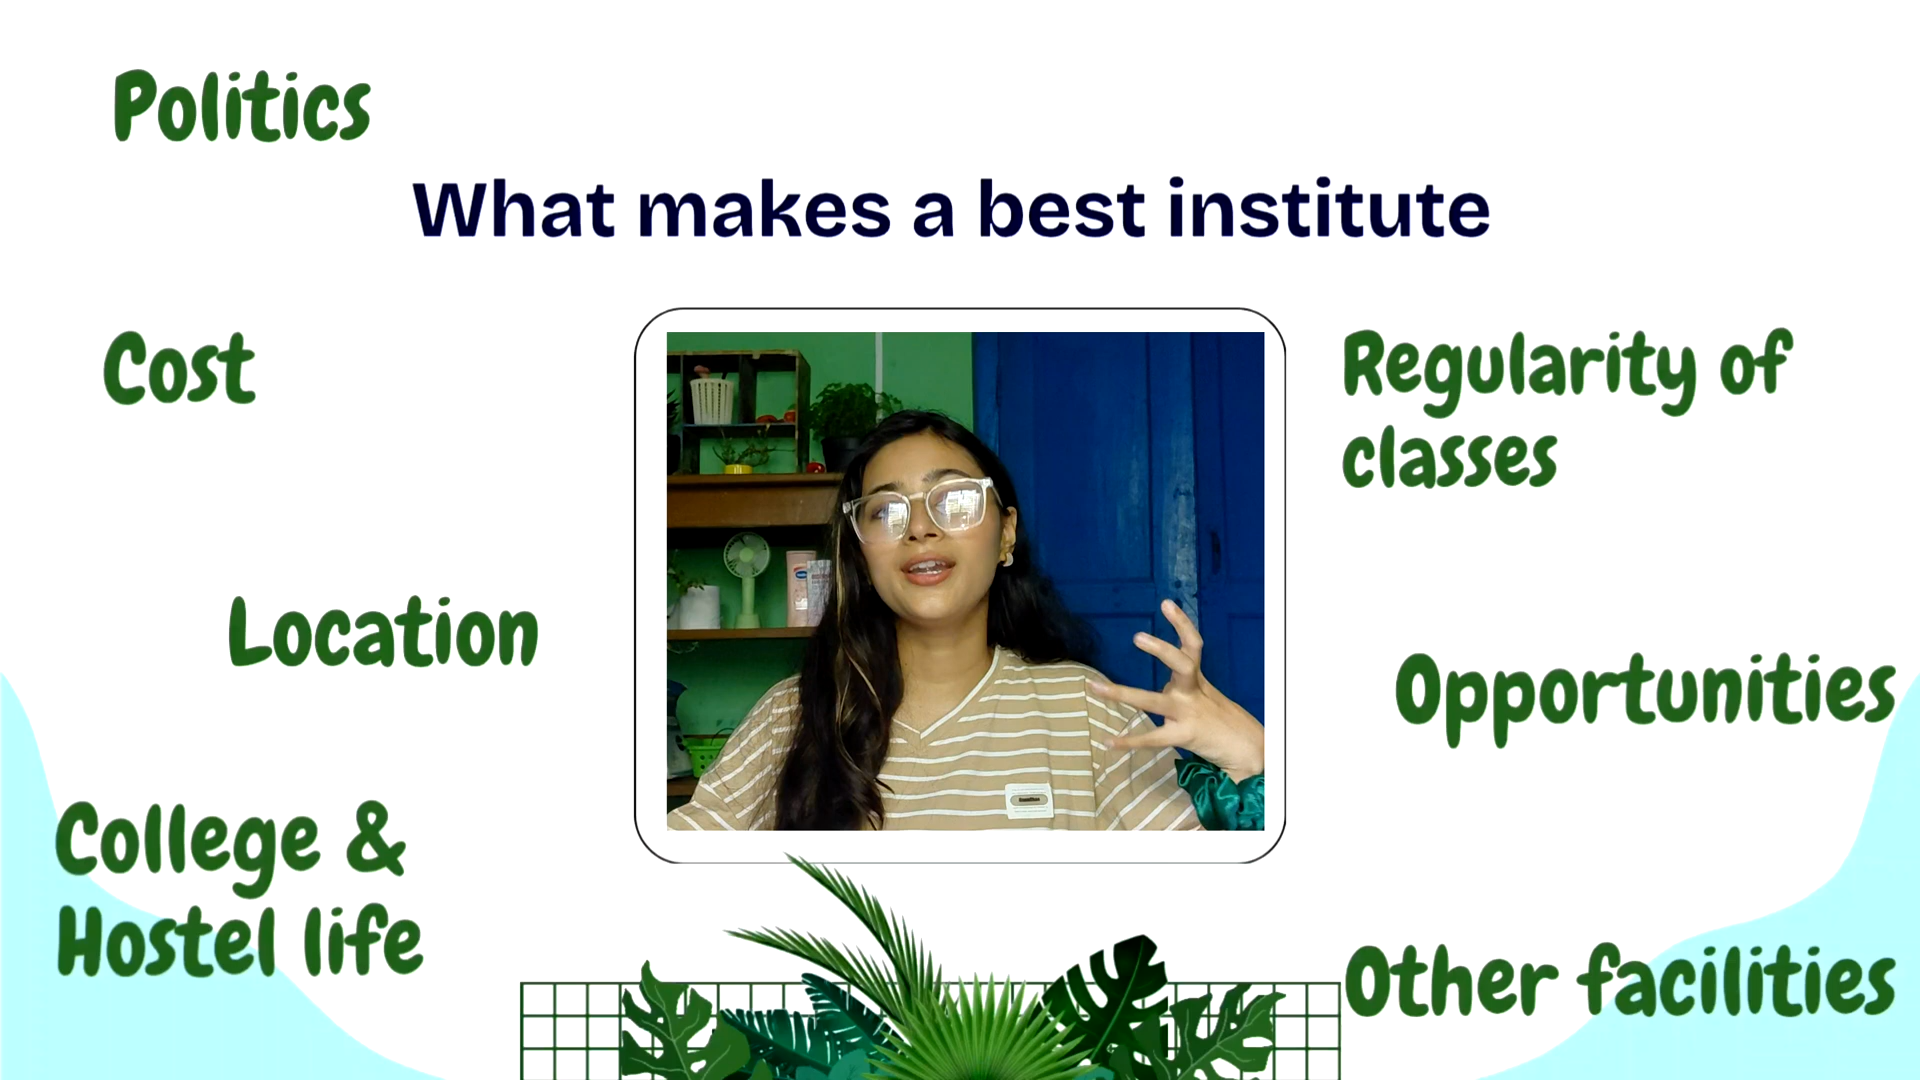 Politics
What makes a best institute
Cost
Regularity of
classes
Location
Opportunities
College &
Hostel life
Other facilities